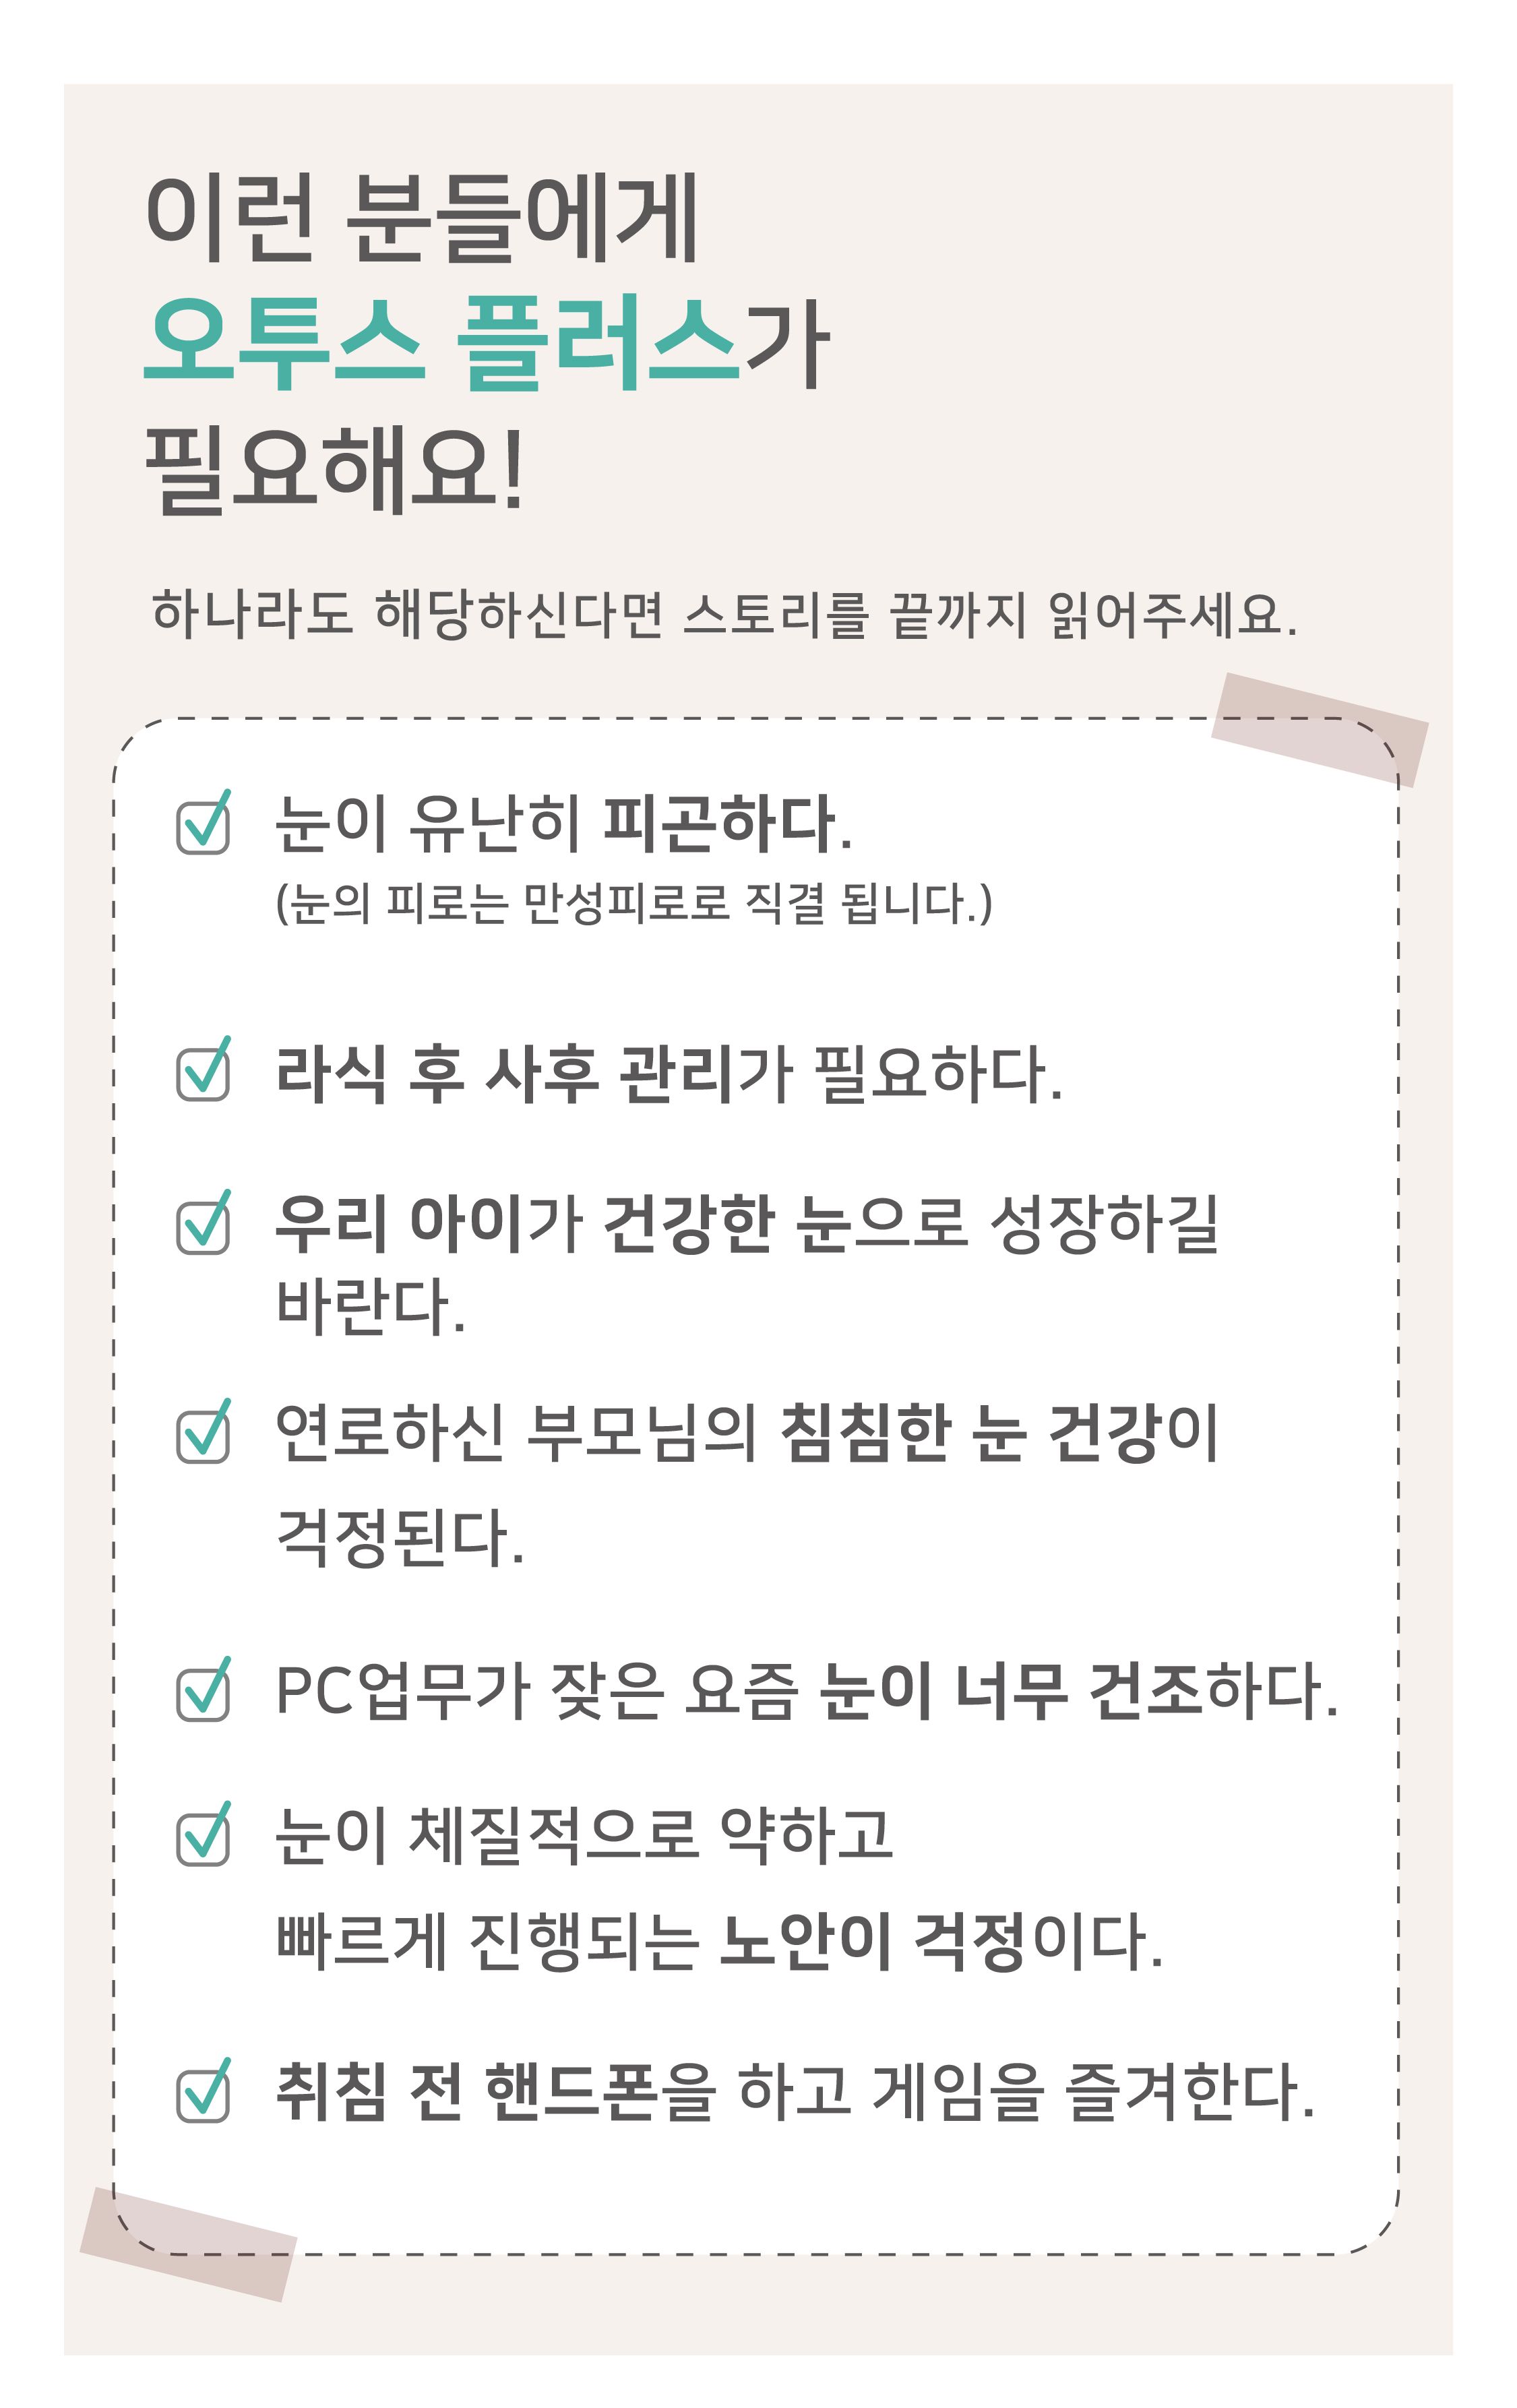 이런 분들에게
오투스 플러스가
필요해요!
하나라도 해당하신다면 스토리를 끝까지 읽어주세요.
눈이 유난히 피곤하다.
(눈의 피로는 만성피르로 직결 됩니다.)
라식 후 사후 관리가 필요하다.
우리 아이가 건강한 눈으로 성장하길
바란다.
연로하신 부모님의 침침한 눈 건강이
걱정된다.
PC업무가 잦은 요즘 눈이 너무 건조하다.
눈이 체질적으로 약하고
빠르게 진행되는 노안이 걱정이다.
취침 전 핸드폰을 하고 게임을 즐겨한다.